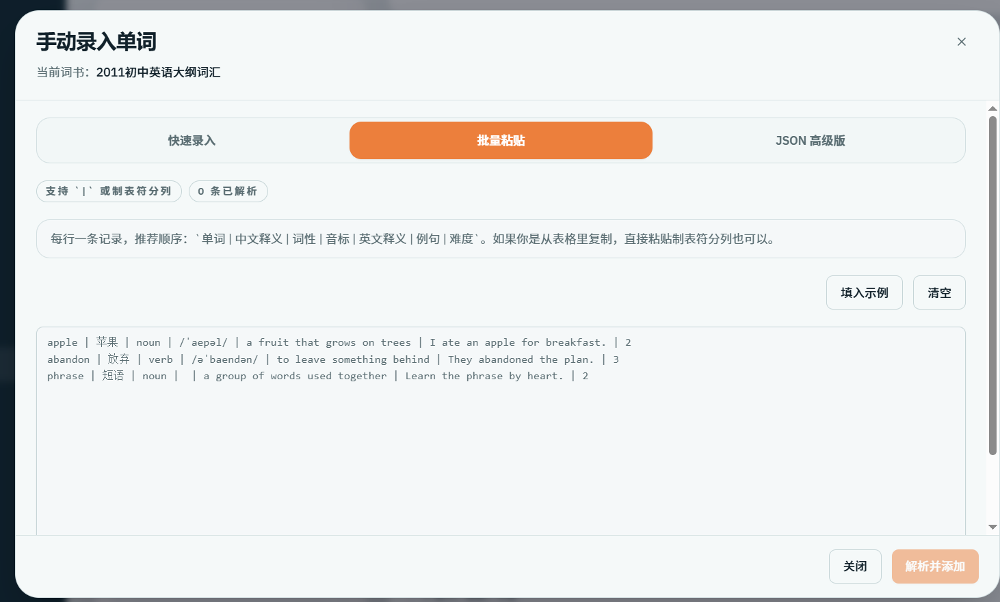 手动录入单词
当前词书：2011初中英语大纲词汇
快速录入
批量粘贴
JSON 高级版
支持 `|` 或制表符分列
0 条已解析
每行一条记录，推荐顺序：`单词 | 中文释义 | 词性 | 音标 | 英文释义 | 例句 | 难度`。如果你是从表格里复制，直接粘贴制表符分列也可以。
填入示例
清空
apple | 苹果 | noun | /ˈaepəl/ | a fruit that grows on trees | I ate an apple for breakfast. | 2
abandon | 放弃 | verb | /əˈbaendən/ | to leave something behind | They abandoned the plan. | 3
phrase | 短语 | noun |  | a group of words used together | Learn the phrase by heart. | 2
关闭
解析并添加